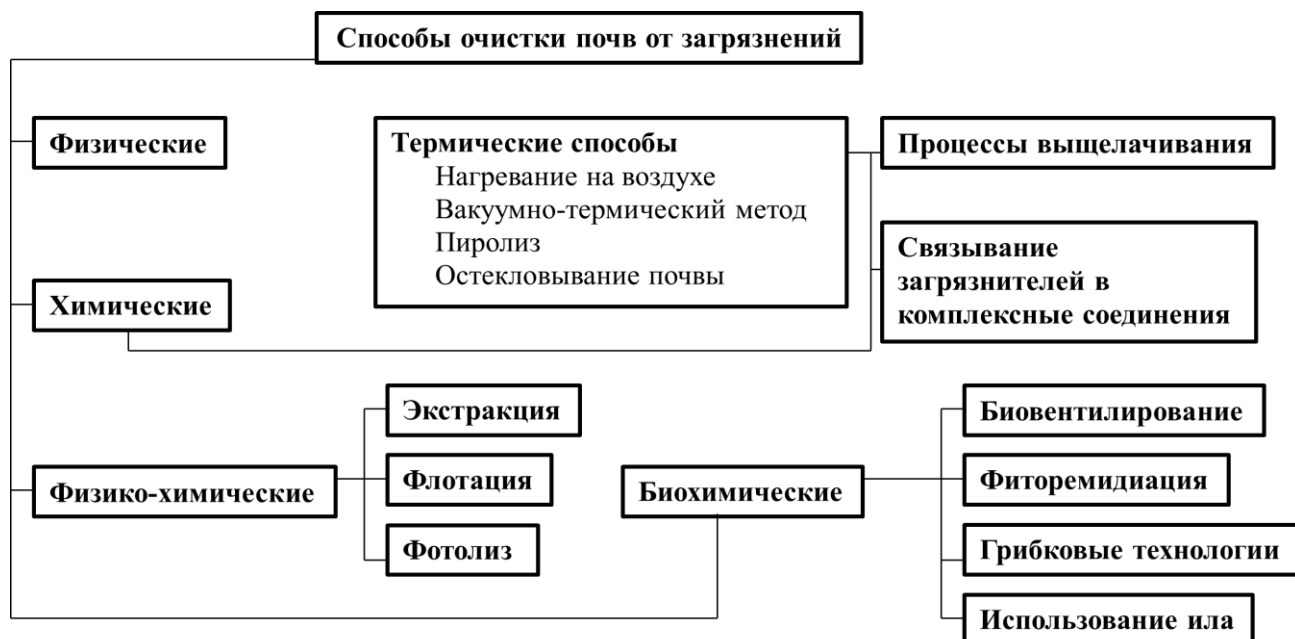 Способы очистки почв от загрязнений
Физические
Термические способы
Нагревание на воздухе
Вакуумно-термический метод
Пиролиз
Остекловывание почвы
Процессы выщелачивания
Связывание
загрязнителей в
комплексные соединения
Химические
Физико-химические
Экстракция
Флотация
Фотолиз
Биохимические
Биовентилирование
Фиторемидиация
Грибковые технологии
Использование ила